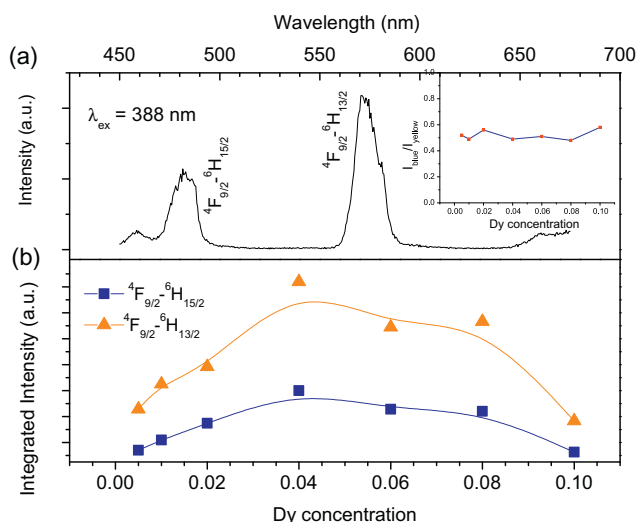 Wavelength (nm)
450 500 550 600 650 700
(a)
Intensity (a.u.)
λex = 388 nm
⁴F9/2-⁶H15/2
⁴F9/2-⁶H13/2
Iblue/Iyellow
1.0
0.8
0.6
0.4
0.2
0.0
0.00 0.02 0.04 0.06 0.08 0.10
Dy concentration
(b)
Integrated Intensity (a.u.)
⁴F9/2-⁶H15/2
⁴F9/2-⁶H13/2
0.00 0.02 0.04 0.06 0.08 0.10
Dy concentration